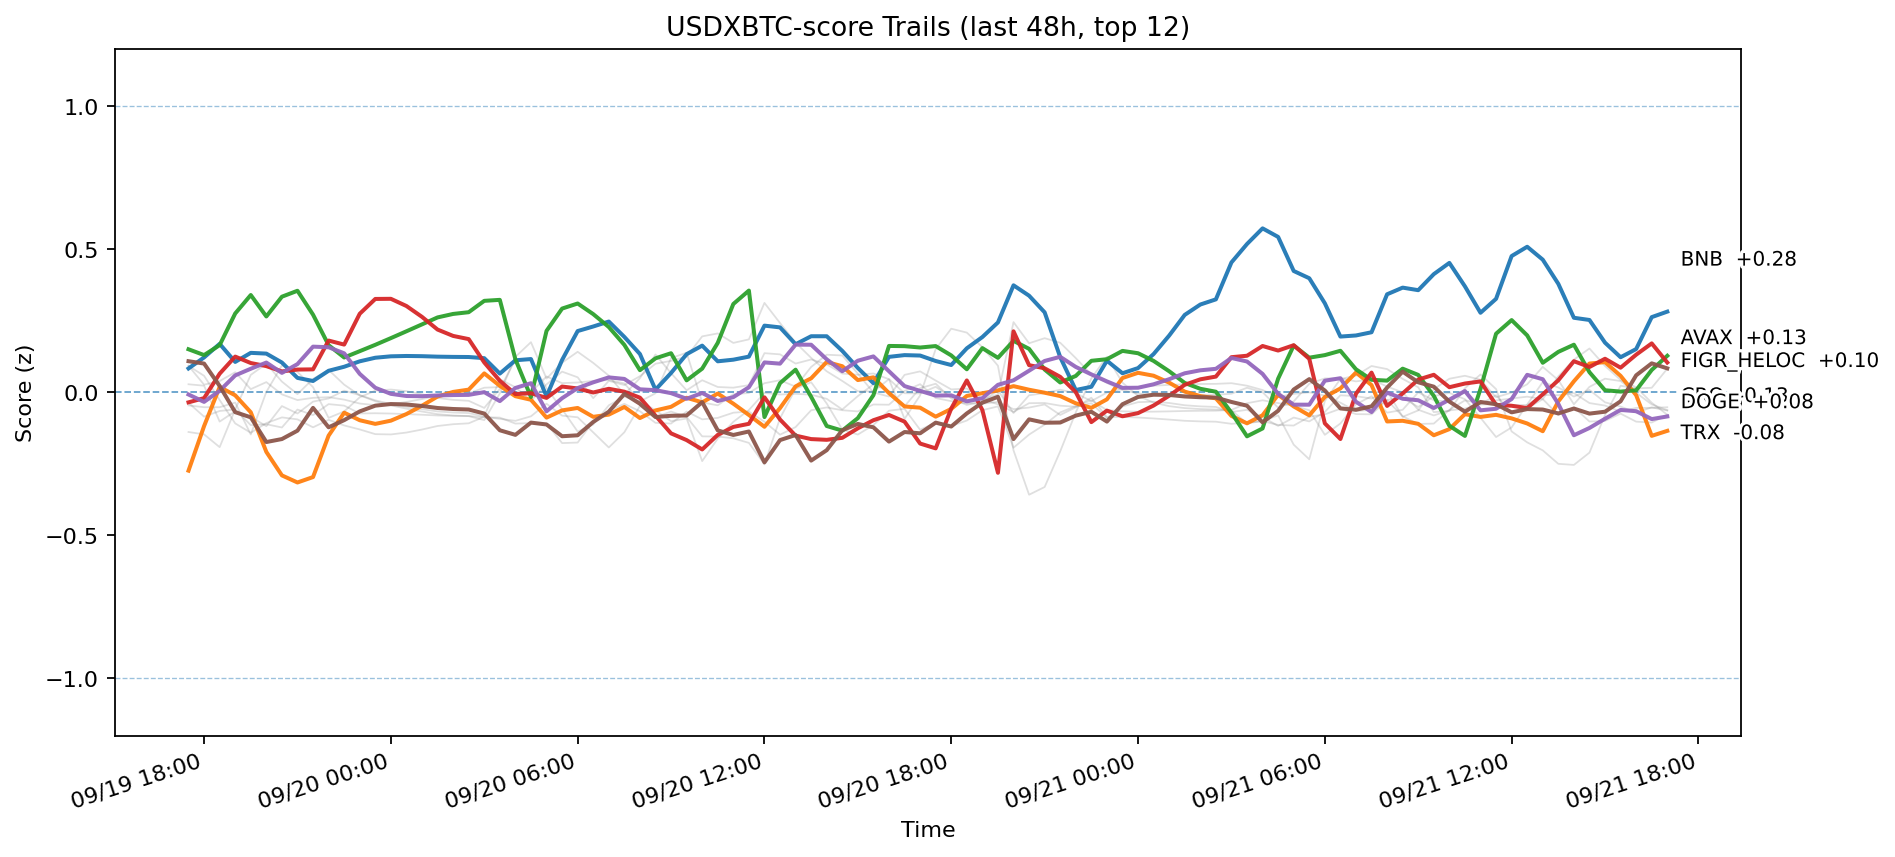 USDXBTC-score Trails (last 48h, top 12)
Score (z)
1.0
0.5
0.0
−0.5
−1.0
BNB +0.28
AVAX +0.13
FIGR_HELOC +0.10
DOGE +0.08
TRX -0.08
09/19 18:00
09/20 00:00
09/20 06:00
09/20 12:00
09/20 18:00
09/21 00:00
09/21 06:00
09/21 12:00
09/21 18:00
Time